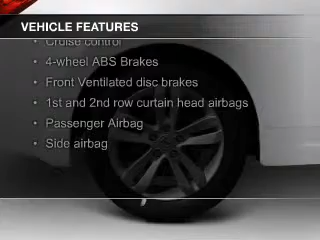 VEHICLE FEATURES
• Cruise control
• 4-wheel ABS Brakes
• Front Ventilated disc brakes
• 1st and 2nd row curtain head airbags
• Passenger Airbag
• Side airbag